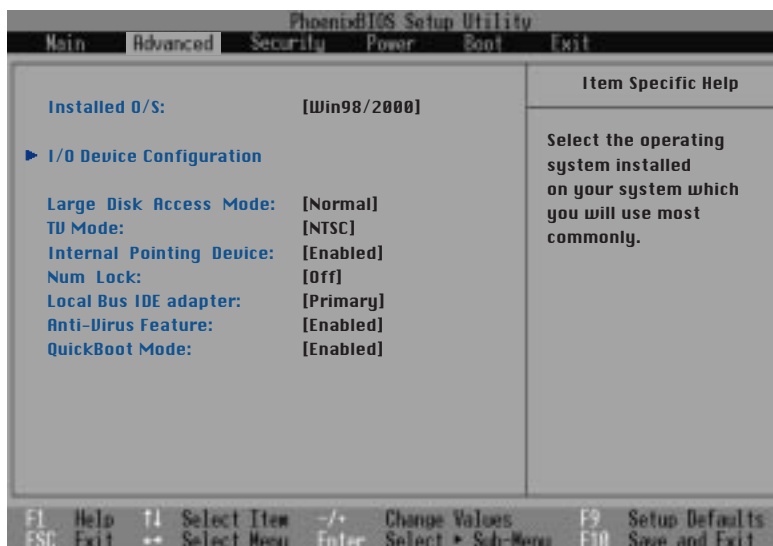 PhoenixBIOS Setup Utility
Main Advanced Security Power Boot Exit
Item Specific Help
Installed O/S: [Win98/2000]
Select the operating
system installed
on your system which
you will use most
commonly.
I/O Device Configuration
Large Disk Access Mode: [Normal]
TV Mode: [NTSC]
Internal Pointing Device: [Enabled]
Num Lock: [Off]
Local Bus IDE adapter: [Primary]
Anti-Virus Feature: [Enabled]
QuickBoot Mode: [Enabled]
F1 Help ↑↓ Select Item -/+ Change Values F9 Setup Defaults
ESC Exit ↔ Select Menu Enter Select ▸ Sub-Menu F10 Save and Exit